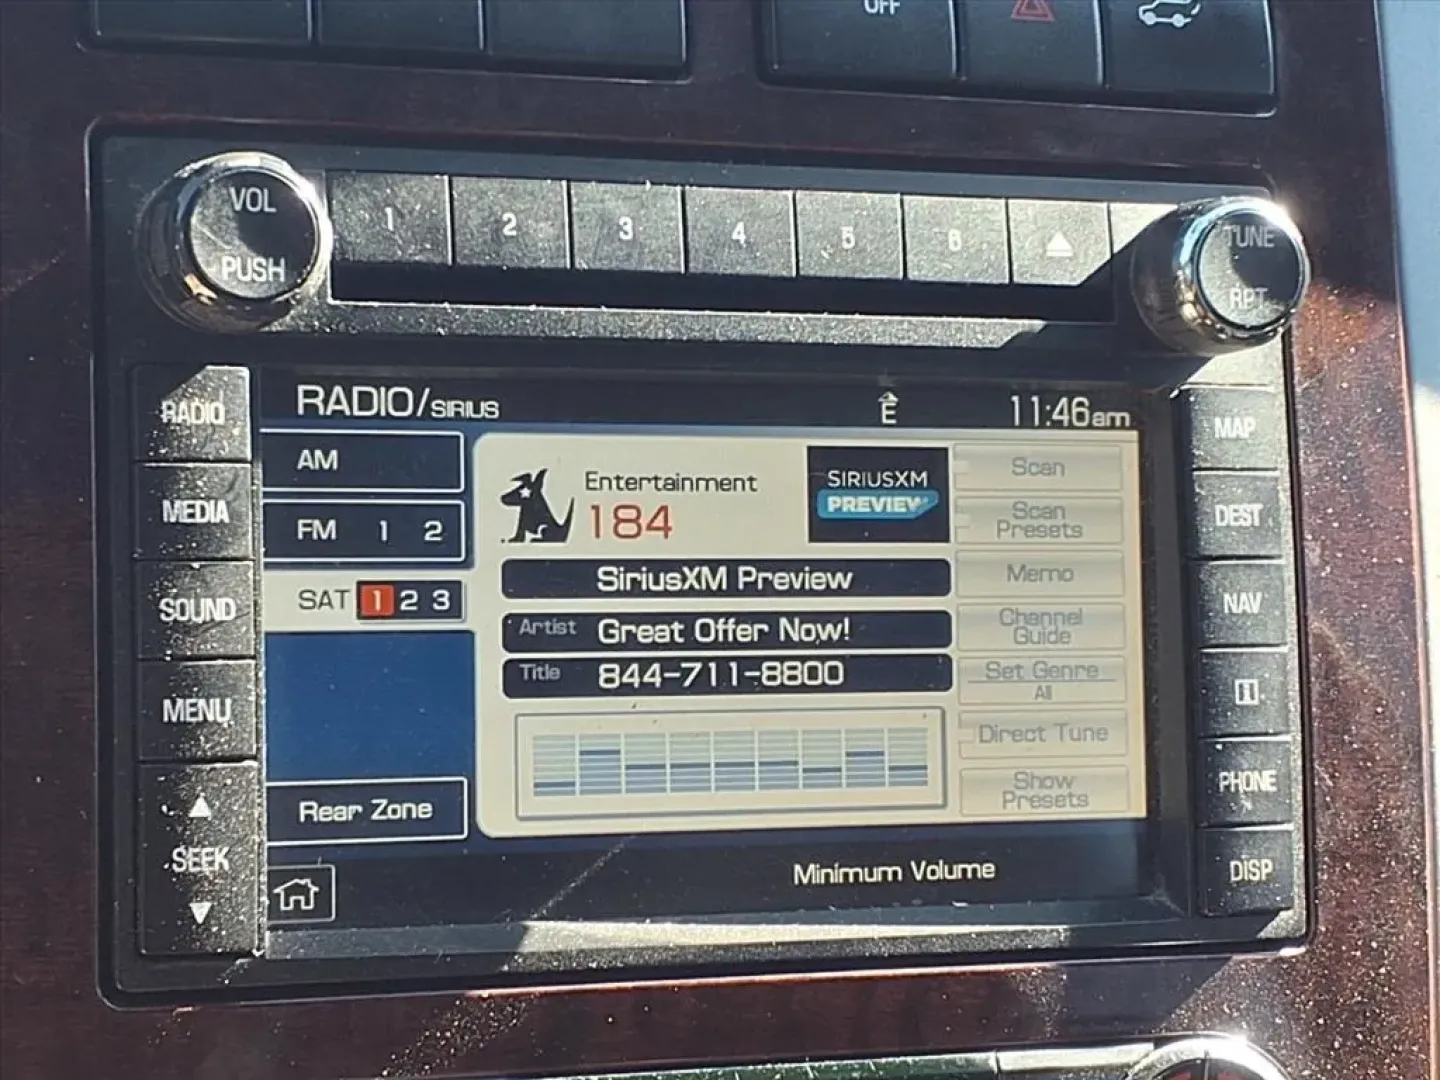 OFF
VOL
PUSH
1 2 3 4 5 6
TUNE
RPT
RADIO
MEDIA
SOUND
MENU
SEEK
RADIO/SIRIUS
E
11:46am
AM
FM 1 2
SAT 1 2 3
Rear Zone
Entertainment
184
SIRIUSXM
PREVIEW
SiriusXM Preview
Artist Great Offer Now!
Title 844-711-8800
Scan
Scan
Presets
Memo
Channel
Guide
Set Genre
All
Direct Tune
Show
Presets
Minimum Volume
MAP
DEST
NAV
i
PHONE
DISP